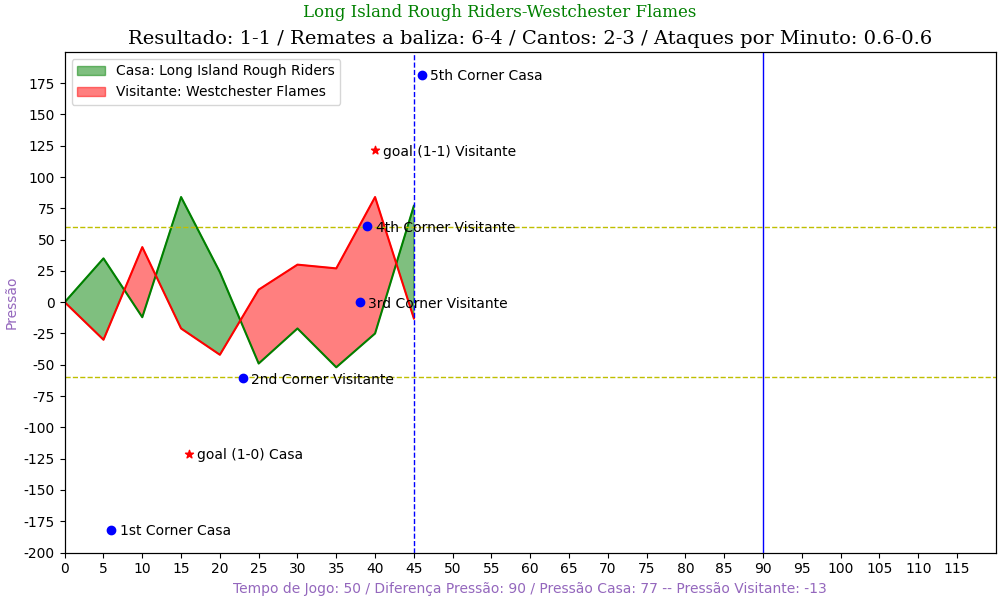 Long Island Rough Riders-Westchester Flames
Resultado: 1-1 / Remates a baliza: 6-4 / Cantos: 2-3 / Ataques por Minuto: 0.6-0.6
Casa: Long Island Rough Riders
Visitante: Westchester Flames
5th Corner Casa
goal (1-1) Visitante
4th Corner Visitante
3rd Corner Visitante
2nd Corner Visitante
goal (1-0) Casa
1st Corner Casa
Pressão
175
150
125
100
75
50
25
0
-25
-50
-75
-100
-125
-150
-175
-200
0 5 10 15 20 25 30 35 40 45 50 55 60 65 70 75 80 85 90 95 100 105 110 115
Tempo de Jogo: 50 / Diferença Pressão: 90 / Pressão Casa: 77 -- Pressão Visitante: -13